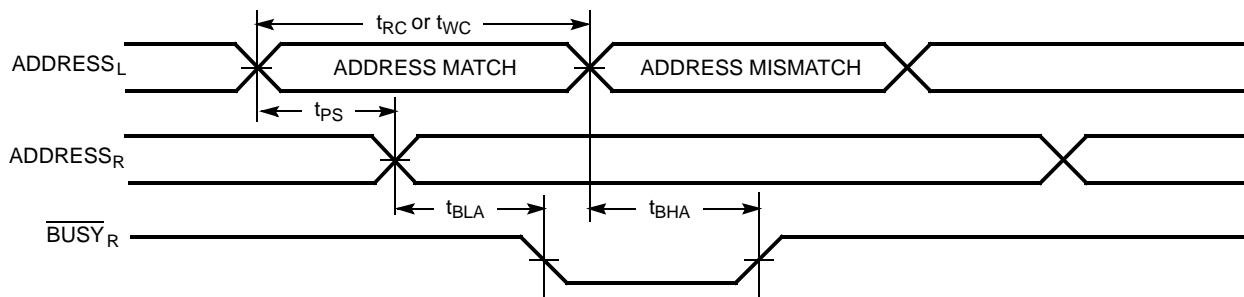 tRC or tWC
ADDRESSL ADDRESS MATCH ADDRESS MISMATCH
tPS
ADDRESSR
tBLA tBHA
BUSYR